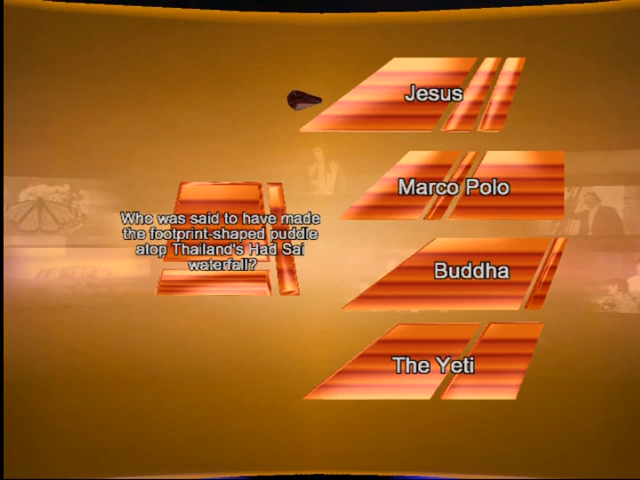 Who was said to have made
the footprint-shaped puddle
atop Thailand's Had Sai
waterfall?
Jesus
Marco Polo
Buddha
The Yeti